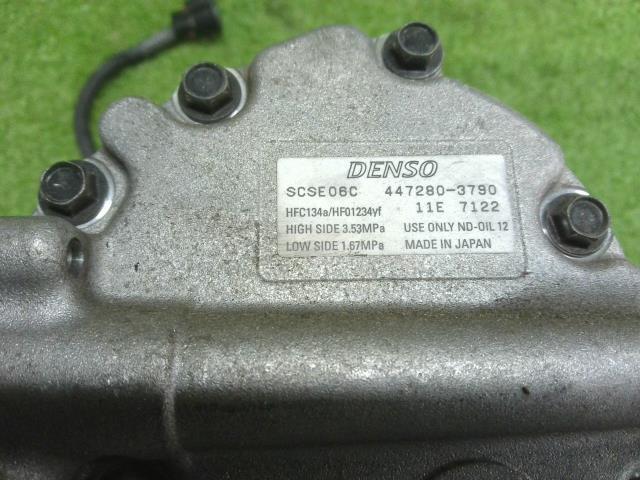 DENSO
SCSE06C 447280-3790
HFC134a/HFO1234yf 11E 7122
HIGH SIDE 3.53MPa USE ONLY ND-OIL 12
LOW SIDE 1.67MPa MADE IN JAPAN